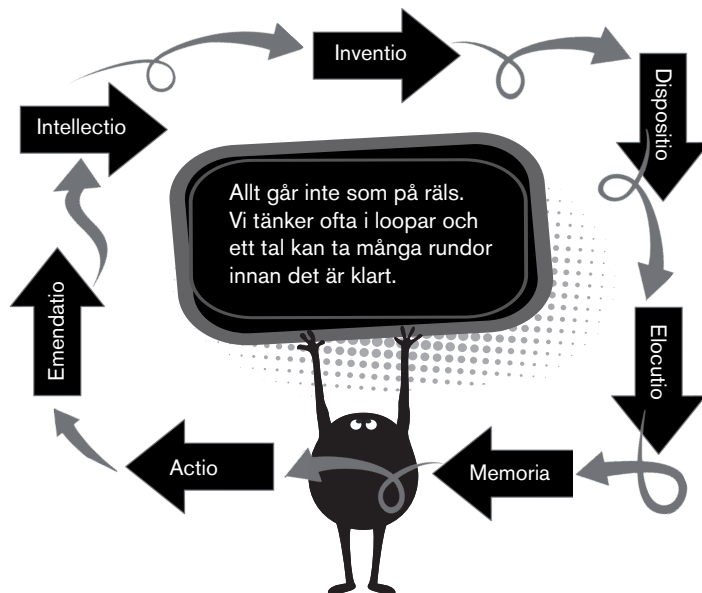 Intellectio
Inventio
Dispositio
Elocutio
Memoria
Actio
Emendatio
Allt går inte som på räls.
Vi tänker ofta i loopar och
ett tal kan ta många rundor
innan det är klart.